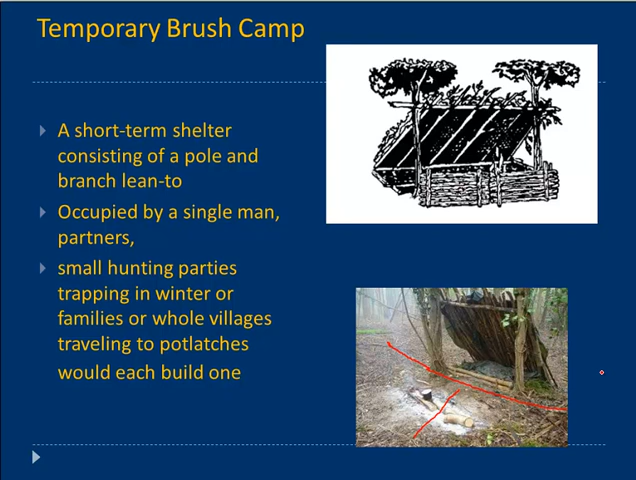 Temporary Brush Camp
A short-term shelter
consisting of a pole and
branch lean-to
Occupied by a single man,
partners,
small hunting parties
trapping in winter or
families or whole villages
traveling to potlatches
would each build one